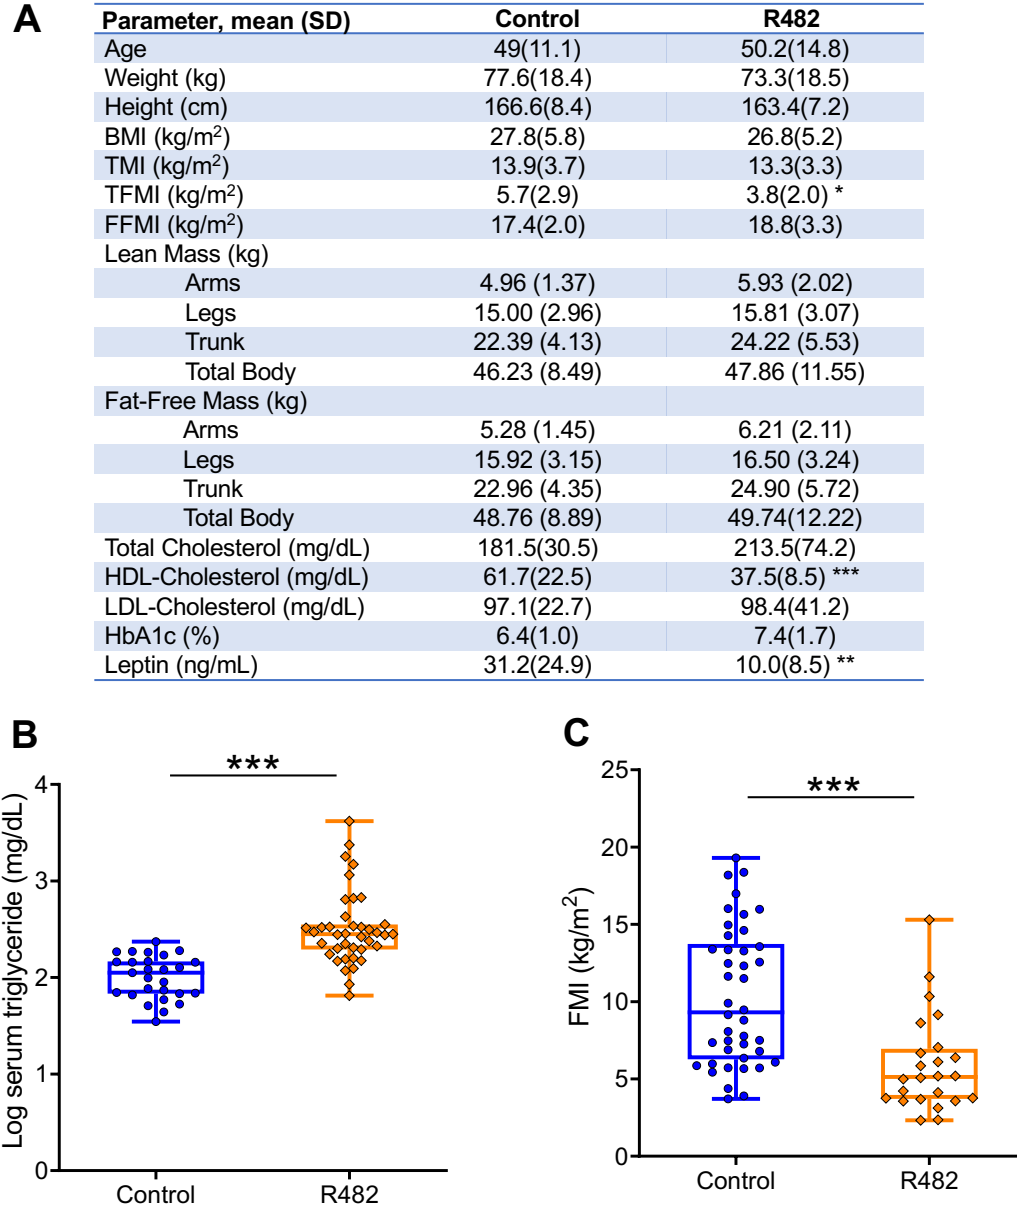 A
Parameter, mean (SD) Control R482
Age 49(11.1) 50.2(14.8)
Weight (kg) 77.6(18.4) 73.3(18.5)
Height (cm) 166.6(8.4) 163.4(7.2)
BMI (kg/m²) 27.8(5.8) 26.8(5.2)
TMI (kg/m²) 13.9(3.7) 13.3(3.3)
TFMI (kg/m²) 5.7(2.9) 3.8(2.0) *
FFMI (kg/m²) 17.4(2.0) 18.8(3.3)
Lean Mass (kg)
Arms 4.96 (1.37) 5.93 (2.02)
Legs 15.00 (2.96) 15.81 (3.07)
Trunk 22.39 (4.13) 24.22 (5.53)
Total Body 46.23 (8.49) 47.86 (11.55)
Fat-Free Mass (kg)
Arms 5.28 (1.45) 6.21 (2.11)
Legs 15.92 (3.15) 16.50 (3.24)
Trunk 22.96 (4.35) 24.90 (5.72)
Total Body 48.76 (8.89) 49.74(12.22)
Total Cholesterol (mg/dL) 181.5(30.5) 213.5(74.2)
HDL-Cholesterol (mg/dL) 61.7(22.5) 37.5(8.5) ***
LDL-Cholesterol (mg/dL) 97.1(22.7) 98.4(41.2)
HbA1c (%) 6.4(1.0) 7.4(1.7)
Leptin (ng/mL) 31.2(24.9) 10.0(8.5) **
B
***
Log serum triglyceride (mg/dL)
4
3
2
1
0
Control R482
C
***
FMI (kg/m²)
25
20
15
10
5
0
Control R482